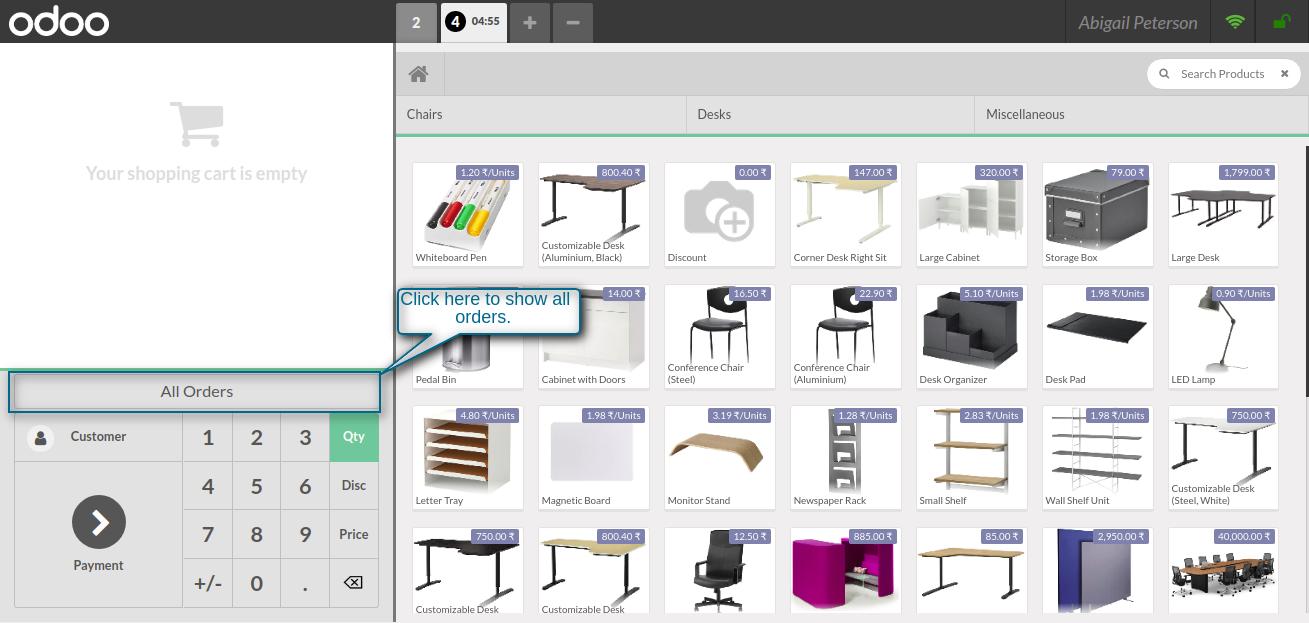 odoo
2
4 04:55
Abigail Peterson
Your shopping cart is empty
Search Products
Chairs
Desks
Miscellaneous
1.20 ₹/Units
Whiteboard Pen
800.40 ₹
Customizable Desk
(Aluminium, Black)
0.00 ₹
Discount
147.00 ₹
Corner Desk Right Sit
320.00 ₹
Large Cabinet
79.00 ₹
Storage Box
1,799.00 ₹
Large Desk
Click here to show all
orders.
Pedal Bin
14.00 ₹
Cabinet with Doors
16.50 ₹
Conference Chair
(Steel)
22.90 ₹
Conference Chair
(Aluminium)
5.10 ₹/Units
Desk Organizer
1.98 ₹/Units
Desk Pad
0.90 ₹/Units
LED Lamp
4.80 ₹/Units
Letter Tray
1.98 ₹/Units
Magnetic Board
3.19 ₹/Units
Monitor Stand
1.28 ₹/Units
Newspaper Rack
2.83 ₹/Units
Small Shelf
1.98 ₹/Units
Wall Shelf Unit
750.00 ₹
Customizable Desk
(Steel, White)
750.00 ₹
Customizable Desk
800.40 ₹
Customizable Desk
12.50 ₹
885.00 ₹
85.00 ₹
2,950.00 ₹
40,000.00 ₹
All Orders
Customer
1 2 3 Qty
4 5 6 Disc
7 8 9 Price
Payment
+/- 0 .